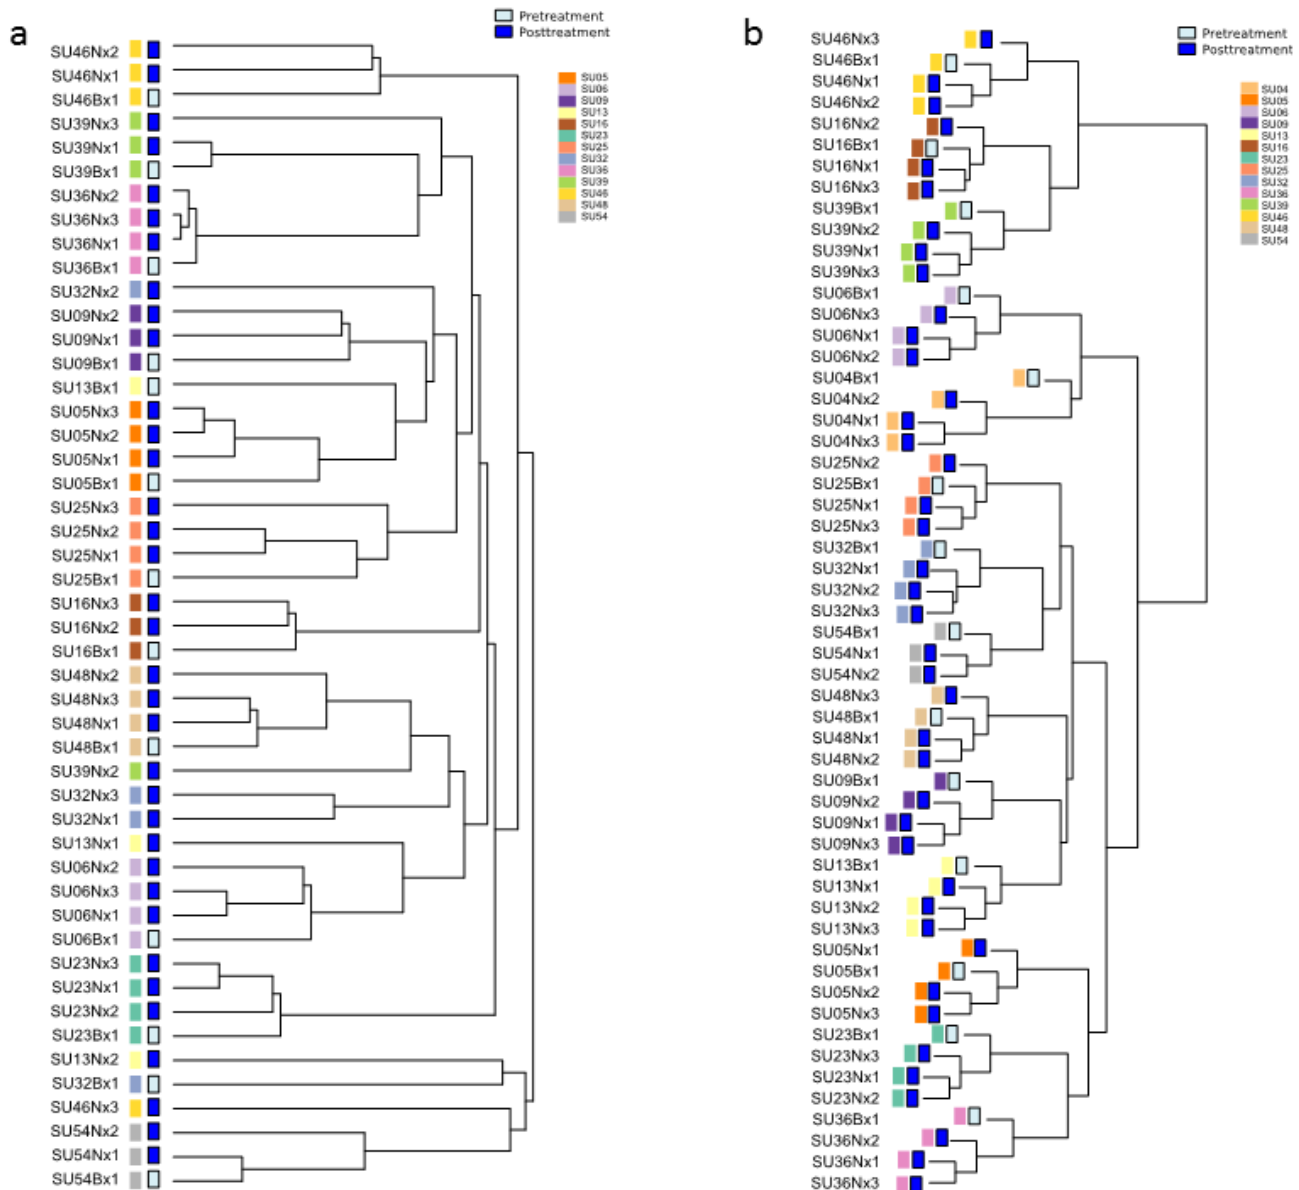 a
Pretreatment
Posttreatment
SU46Nx2
SU46Nx1
SU46Bx1
SU39Nx3
SU39Nx1
SU39Bx1
SU36Nx2
SU36Nx3
SU36Nx1
SU36Bx1
SU32Nx2
SU09Nx2
SU09Nx1
SU09Bx1
SU13Bx1
SU05Nx3
SU05Nx2
SU05Nx1
SU05Bx1
SU25Nx3
SU25Nx2
SU25Nx1
SU25Bx1
SU16Nx3
SU16Nx2
SU16Bx1
SU48Nx2
SU48Nx3
SU48Nx1
SU48Bx1
SU39Nx2
SU32Nx3
SU32Nx1
SU13Nx1
SU06Nx2
SU06Nx3
SU06Nx1
SU06Bx1
SU23Nx3
SU23Nx1
SU23Nx2
SU23Bx1
SU13Nx2
SU32Bx1
SU46Nx3
SU54Nx2
SU54Nx1
SU54Bx1
SU05
SU06
SU09
SU13
SU16
SU23
SU25
SU32
SU36
SU39
SU46
SU48
SU54
b
Pretreatment
Posttreatment
SU46Nx3
SU46Bx1
SU46Nx1
SU46Nx2
SU16Nx2
SU16Bx1
SU16Nx1
SU16Nx3
SU39Bx1
SU39Nx2
SU39Nx1
SU39Nx3
SU06Bx1
SU06Nx3
SU06Nx1
SU06Nx2
SU04Bx1
SU04Nx2
SU04Nx1
SU04Nx3
SU25Nx2
SU25Bx1
SU25Nx1
SU25Nx3
SU32Bx1
SU32Nx1
SU32Nx2
SU32Nx3
SU54Bx1
SU54Nx1
SU54Nx2
SU48Nx3
SU48Bx1
SU48Nx1
SU48Nx2
SU09Bx1
SU09Nx2
SU09Nx1
SU09Nx3
SU13Bx1
SU13Nx1
SU13Nx2
SU13Nx3
SU05Nx1
SU05Bx1
SU05Nx2
SU05Nx3
SU23Bx1
SU23Nx3
SU23Nx1
SU23Nx2
SU36Bx1
SU36Nx2
SU36Nx1
SU36Nx3
SU04
SU05
SU06
SU09
SU13
SU16
SU23
SU25
SU32
SU36
SU39
SU46
SU48
SU54